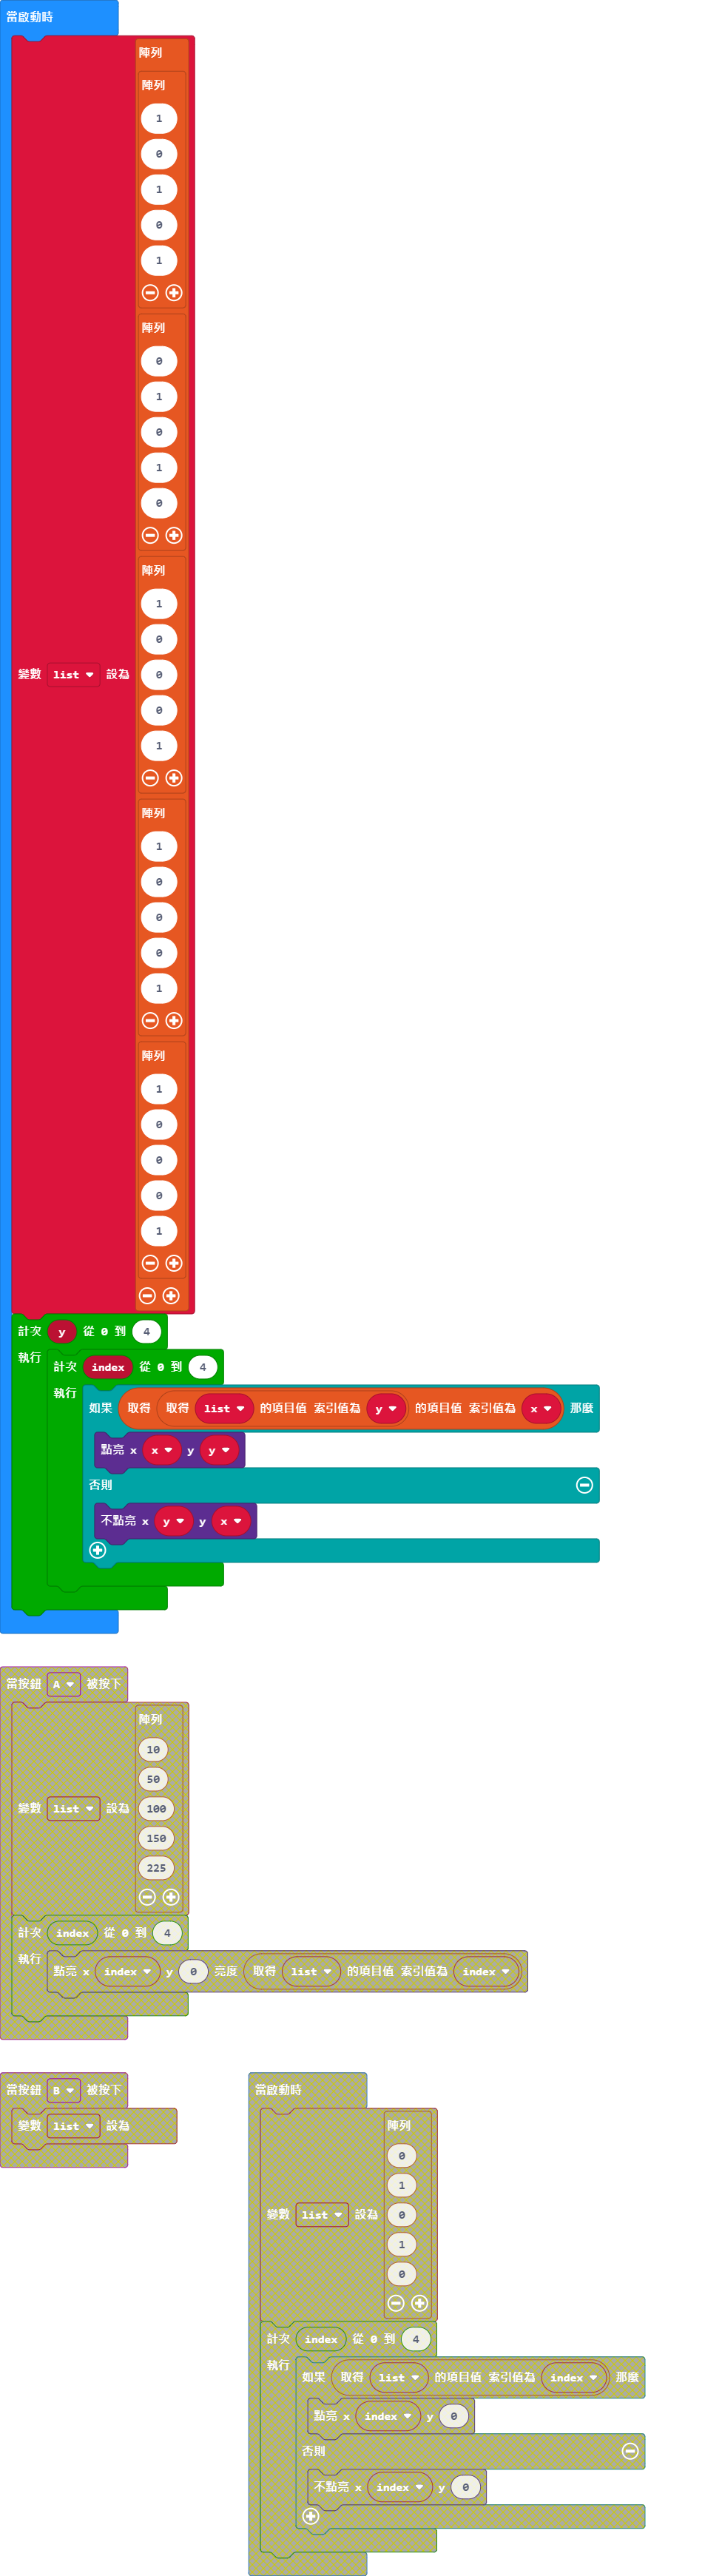 當啟動時
陣列
陣列
1
0
1
0
1
陣列
0
1
0
1
0
陣列
1
0
0
0
1
變數 list 設為
陣列
1
0
0
0
1
陣列
1
0
0
0
1
計次 y 從 0 到 4
執行
計次 index 從 0 到 4
執行
如果 取得 取得 list 的項目值 索引值為 y 的項目值 索引值為 x 那麼
點亮 x x y y
否則
不點亮 x y y x
當按鈕 A 被按下
陣列
10
50
100
150
225
變數 list 設為
計次 index 從 0 到 4
執行
點亮 x index y 0 亮度 取得 list 的項目值 索引值為 index
當按鈕 B 被按下
變數 list 設為
當啟動時
陣列
0
1
0
1
0
變數 list 設為
計次 index 從 0 到 4
執行
如果 取得 list 的項目值 索引值為 index 那麼
點亮 x index y 0
否則
不點亮 x index y 0